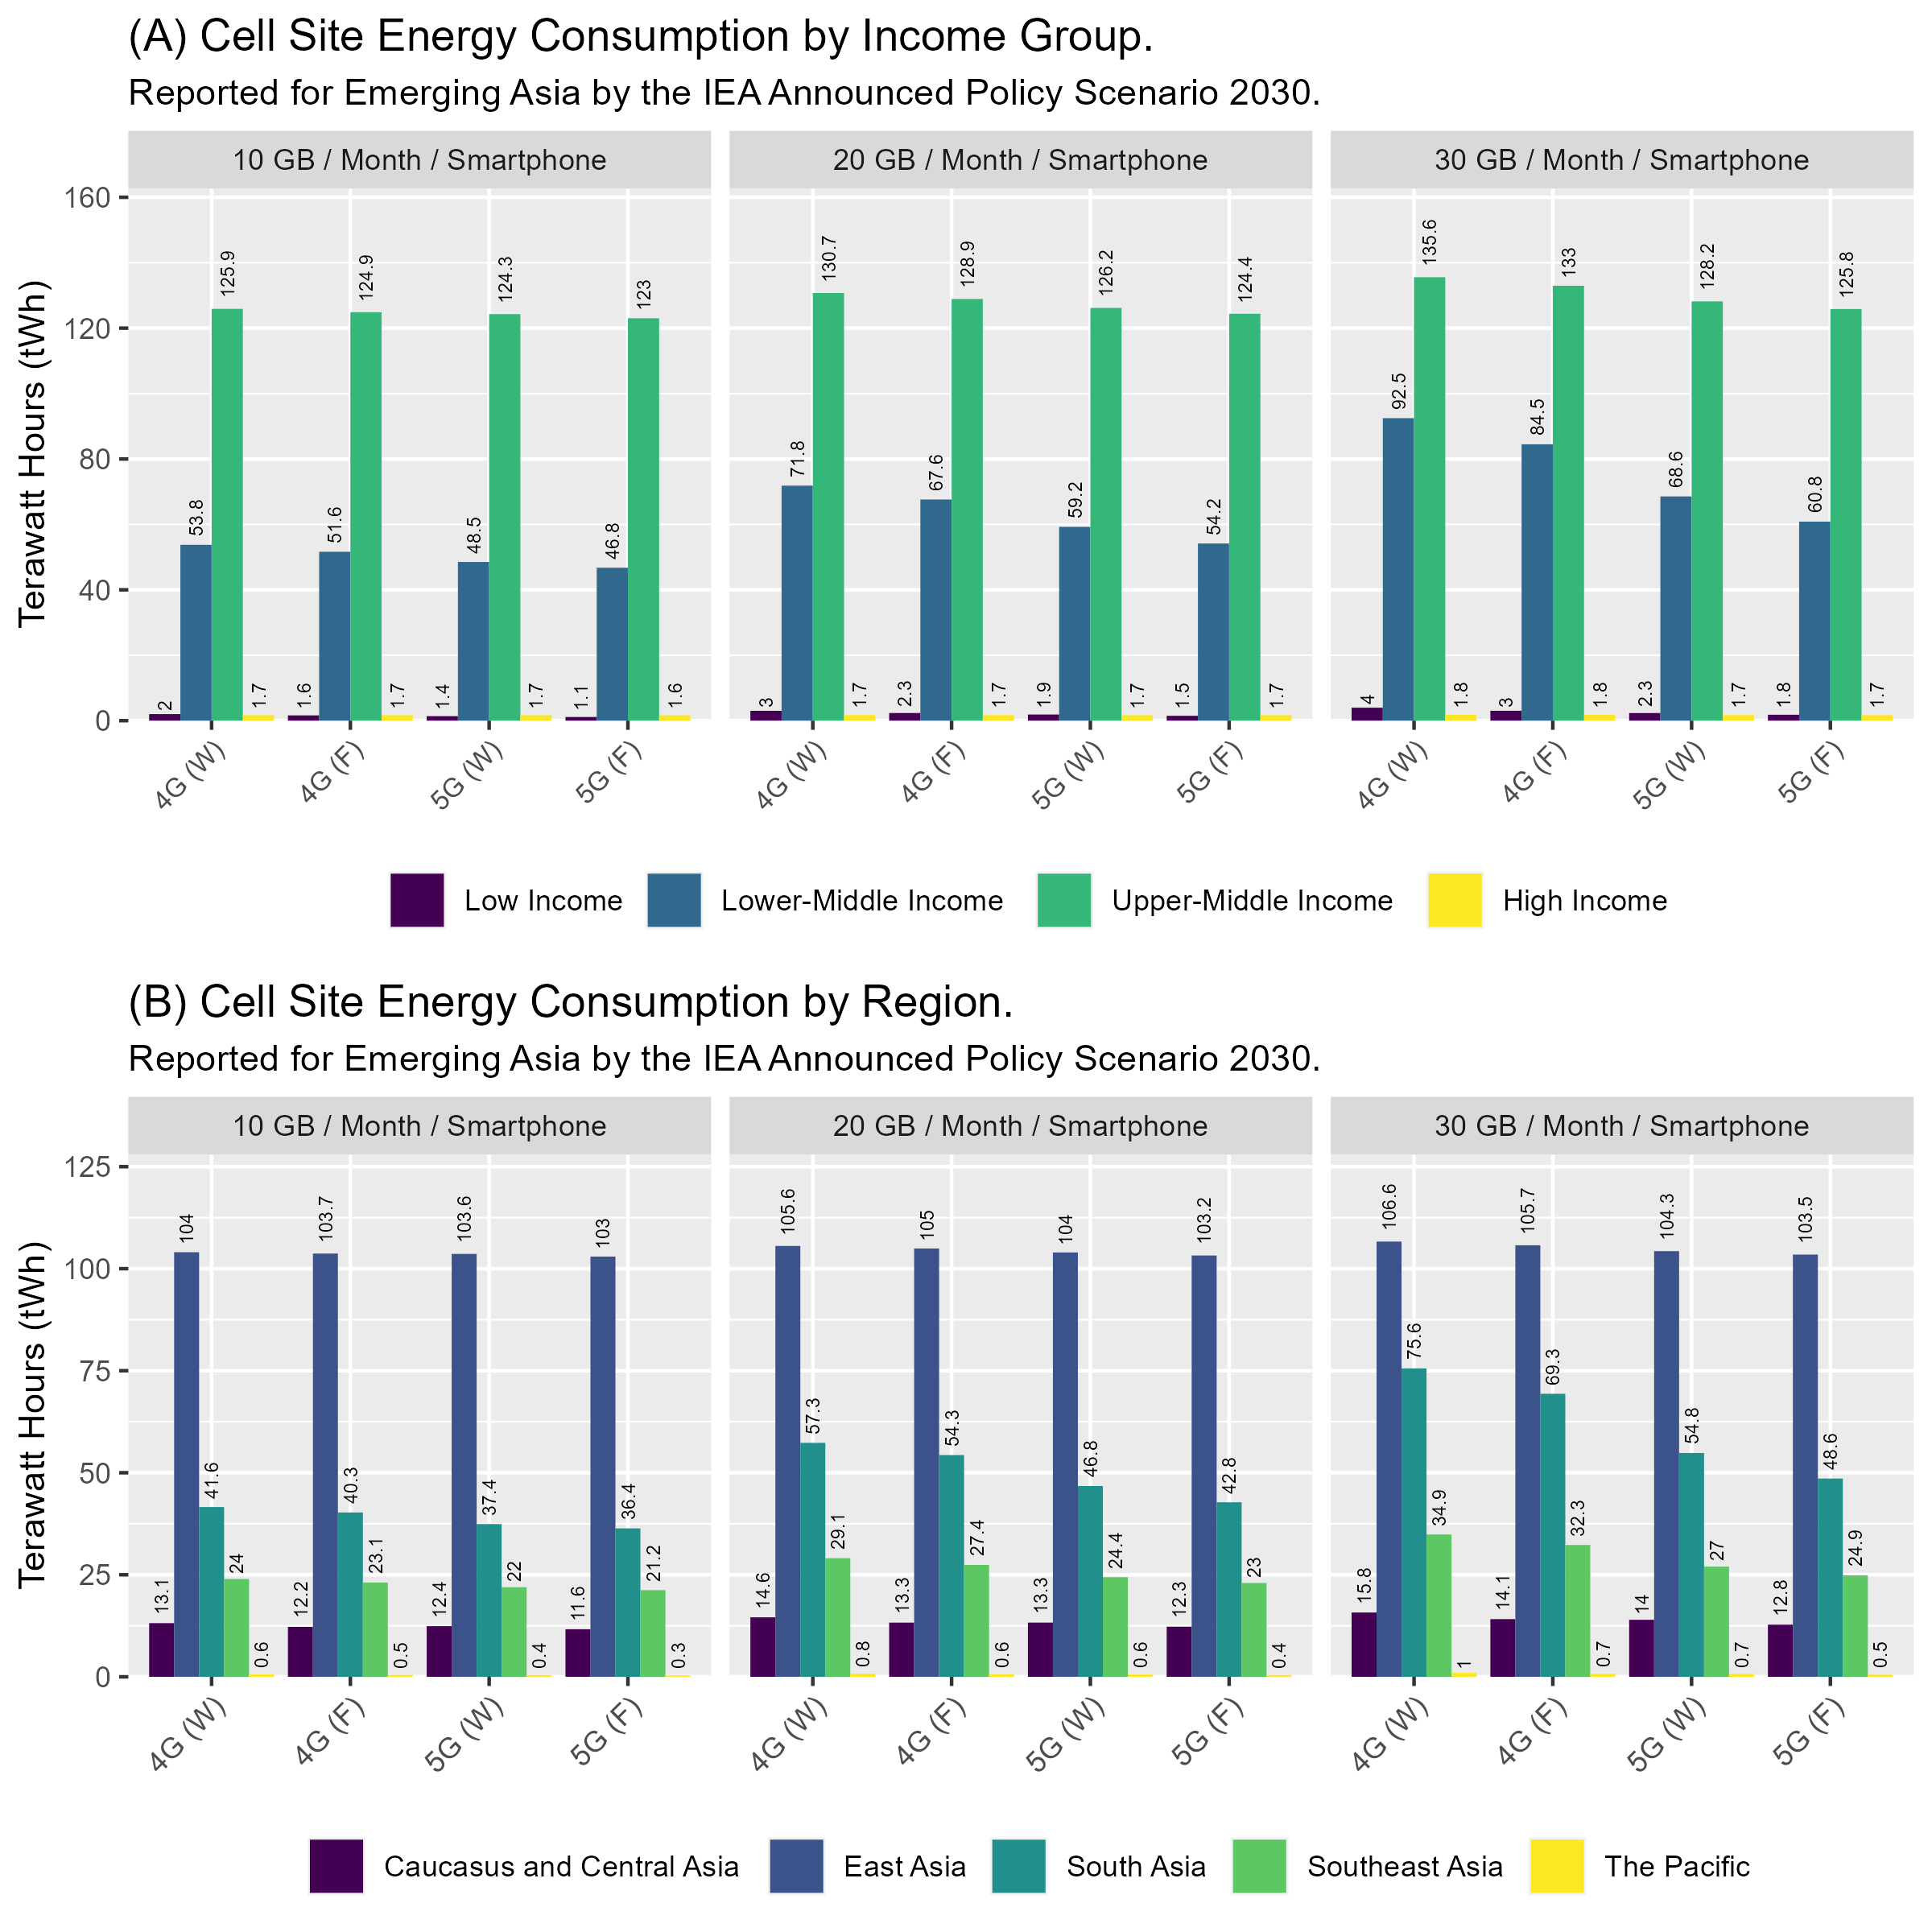 (A) Cell Site Energy Consumption by Income Group.
Reported for Emerging Asia by the IEA Announced Policy Scenario 2030.
10 GB / Month / Smartphone
20 GB / Month / Smartphone
30 GB / Month / Smartphone
Terawatt Hours (tWh)
160
120
80
40
0
2 53.8 125.9 1.7
1.6 51.6 124.9 1.7
1.4 48.5 124.3 1.7
1.1 46.8 123 1.6
3 71.8 130.7 1.7
2.3 67.6 128.9 1.7
1.9 59.2 126.2 1.7
1.5 54.2 124.4 1.7
4 92.5 135.6 1.8
3 84.5 133 1.8
2.3 68.6 128.2 1.7
1.8 60.8 125.8 1.7
4G (W) 4G (F) 5G (W) 5G (F)
4G (W) 4G (F) 5G (W) 5G (F)
4G (W) 4G (F) 5G (W) 5G (F)
Low Income
Lower-Middle Income
Upper-Middle Income
High Income
(B) Cell Site Energy Consumption by Region.
Reported for Emerging Asia by the IEA Announced Policy Scenario 2030.
10 GB / Month / Smartphone
20 GB / Month / Smartphone
30 GB / Month / Smartphone
Terawatt Hours (tWh)
125
100
75
50
25
0
13.1 104 41.6 24 0.6
12.2 103.7 40.3 23.1 0.5
12.4 103.6 37.4 22 0.4
11.6 103 36.4 21.2 0.3
14.6 105.6 57.3 29.1 0.8
13.3 105 54.3 27.4 0.6
13.3 104 46.8 24.4 0.6
12.3 103.2 42.8 23 0.4
15.8 106.6 75.6 34.9 1
14.1 105.7 69.3 32.3 0.7
14 104.3 54.8 27 0.7
12.8 103.5 48.6 24.9 0.5
4G (W) 4G (F) 5G (W) 5G (F)
4G (W) 4G (F) 5G (W) 5G (F)
4G (W) 4G (F) 5G (W) 5G (F)
Caucasus and Central Asia
East Asia
South Asia
Southeast Asia
The Pacific